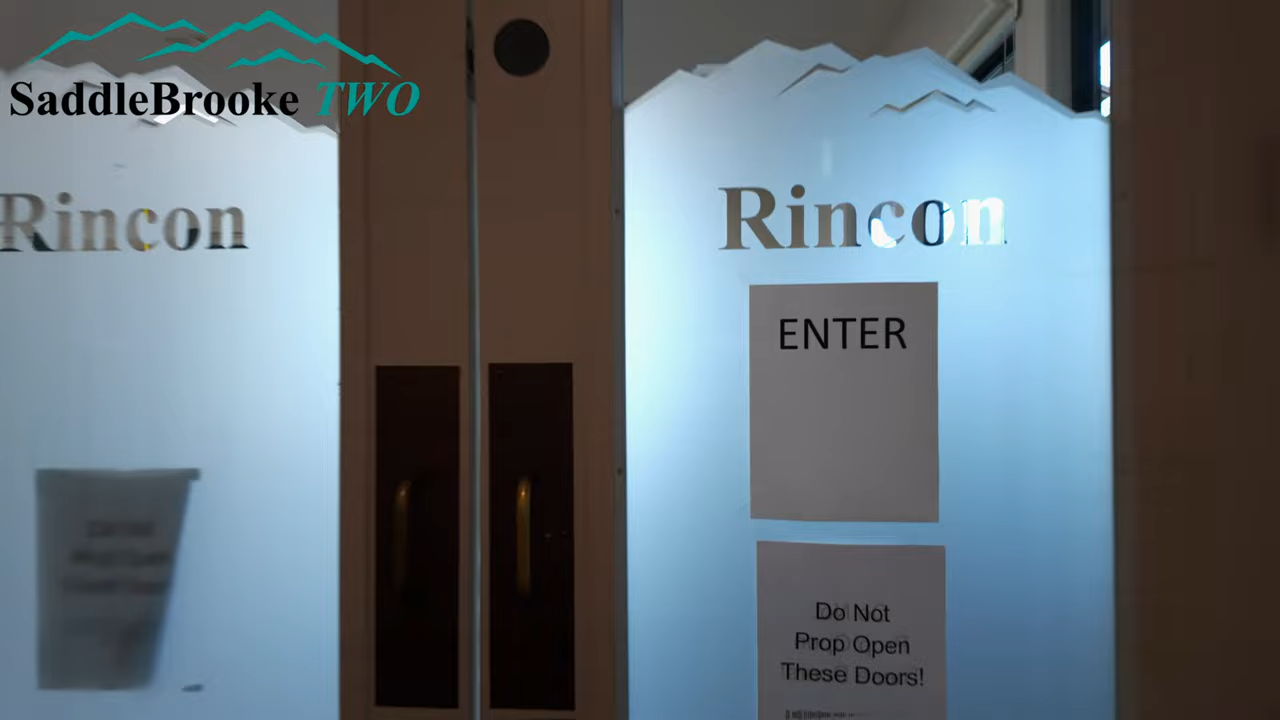 SaddleBrooke TWO
Rincon
Rincon
ENTER
Do Not
Prop Open
These Doors!